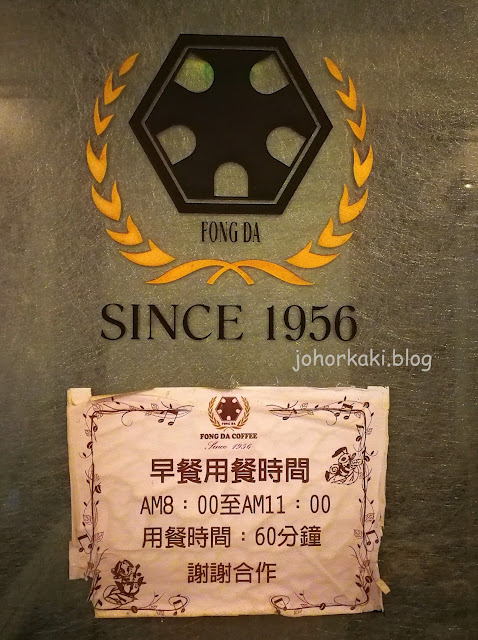 FONG DA
SINCE 1956
johorkaki.blog
FONG DA
FONG DA COFFEE
Since 1956
早餐用餐時間
AM8：00至AM11：00
用餐時間：60分鐘
謝謝合作